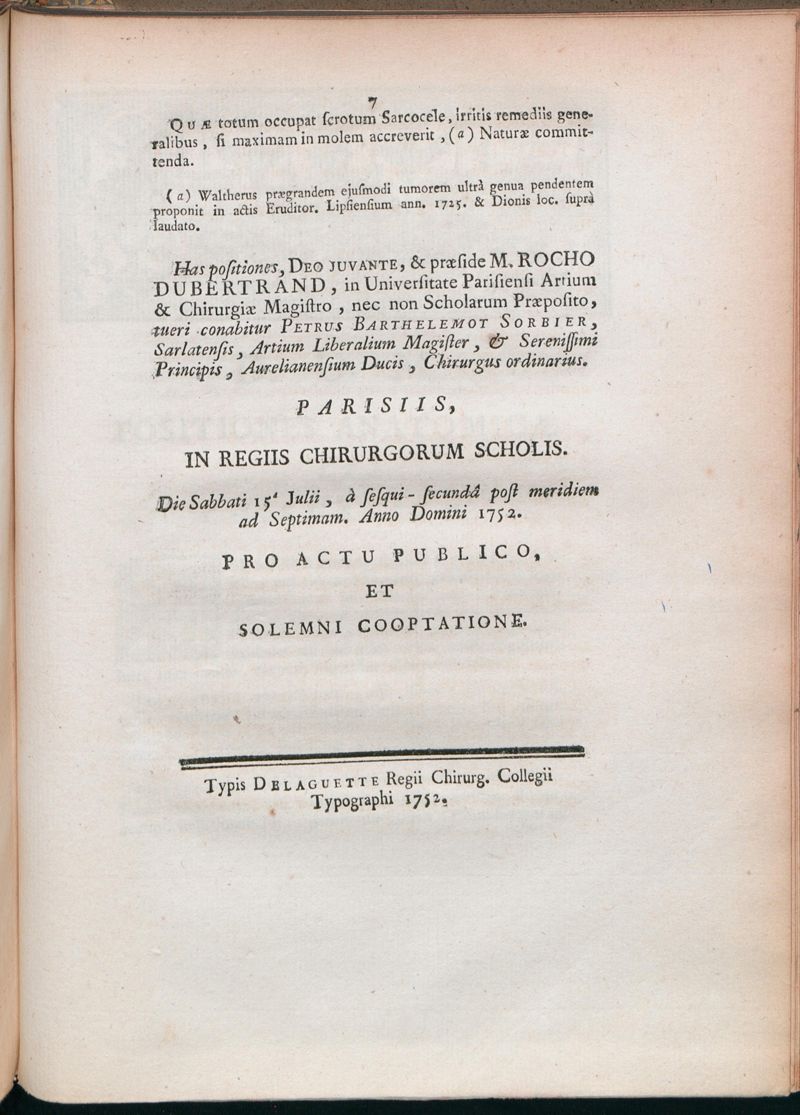 7
QUÆ totum occupat ſcrotum Sarcocele, irritis remediis gene-
ralibus, ſi maximam in molem accreverit, (a) Naturæ commit-
tenda.
(a) Waltherus prægrandem ejuſmodi tumorem ultrà genua pendentem
proponit in actis Eruditor. Lipſienſium ann. 1725. & Dionis loc. ſuprà
laudato.
Has poſitiones, DEO JUVANTE, & præſide M. ROCHO
DUBERTRAND, in Univerſitate Pariſienſi Artium
& Chirurgiæ Magiſtro, nec non Scholarum Præpoſito,
tueri conabitur PETRUS BARTHELEMOT SORBIER,
Sarlatenſis, Artium Liberalium Magiſter, & Sereniſſimi
Principis, Aurelianenſium Ducis, Chirurgus ordinarius.
PARISIIS,
IN REGIIS CHIRURGORUM SCHOLIS.
Die Sabbati 15ᵃ Julii, à ſeſqui-ſecundâ poſt meridiem
ad Septimam. Anno Domini 1752.
PRO ACTU PUBLICO,
ET
SOLEMNI COOPTATIONE.
Typis DELAGUETTE Regii Chirurg. Collegii
Typographi 1752.